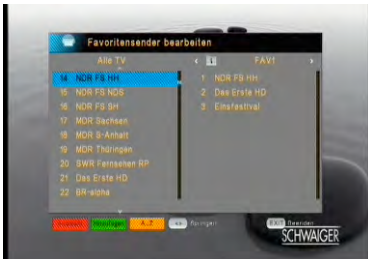 Favoritensender bearbeiten
Alle TV
FAV1
14 NDR FS HH
15 NDR FS NDS
16 NDR FS SH
17 MDR Sachsen
18 MDR S-Anhalt
19 MDR Thüringen
20 SWR Fernsehen RP
21 Das Erste HD
22 BR-alpha
1 NDR FS HH
2 Das Erste HD
3 Einsfestival
Hinzufügen
A..Z
EXIT Beenden
SCHWAIGER